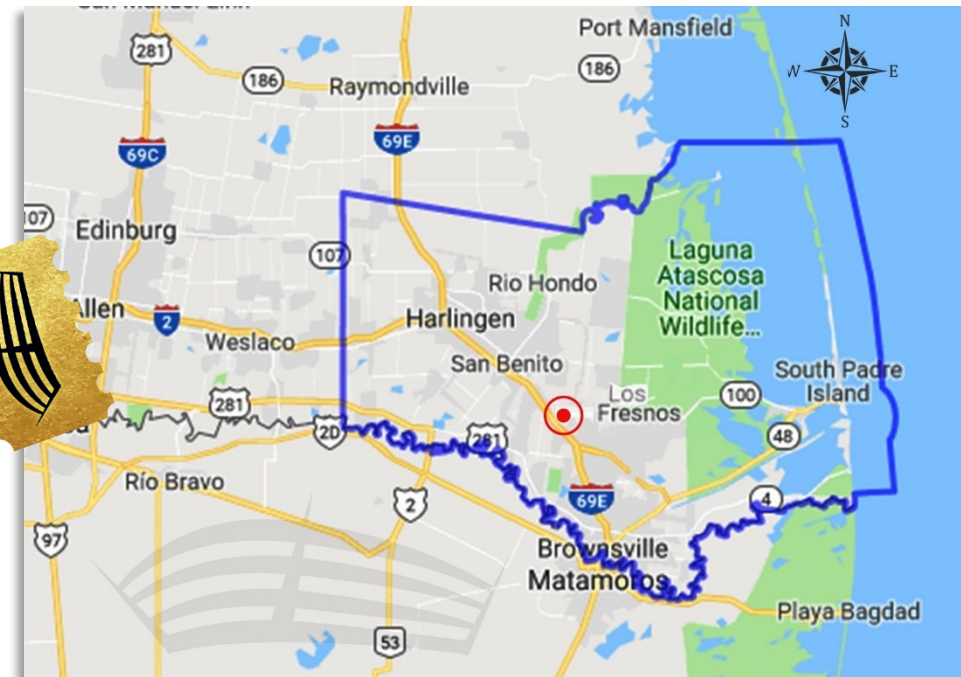 Port Mansfield
N
281
186
186
W
E
Raymondville
S
69E
69C
107
Edinburg
107
Laguna
Atascosa
National
Wildlife...
Rio Hondo
2
Harlingen
Weslaco
San Benito
South Padre
Island
Los
Fresnos
100
281
2D
281
48
Río Bravo
69E
4
2
97
Brownsville
Matamoros
Playa Bagdad
53